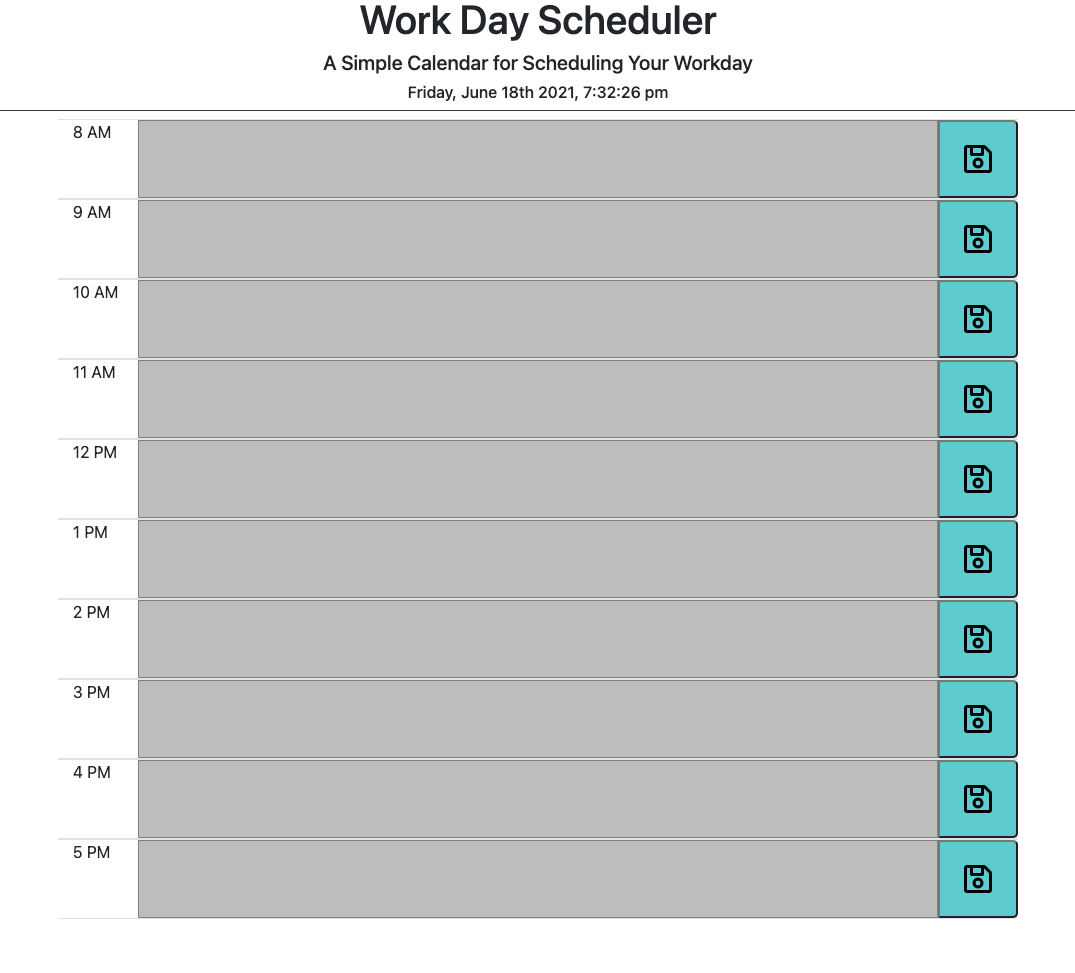 Work Day Scheduler
A Simple Calendar for Scheduling Your Workday
Friday, June 18th 2021, 7:32:26 pm
8 AM
9 AM
10 AM
11 AM
12 PM
1 PM
2 PM
3 PM
4 PM
5 PM